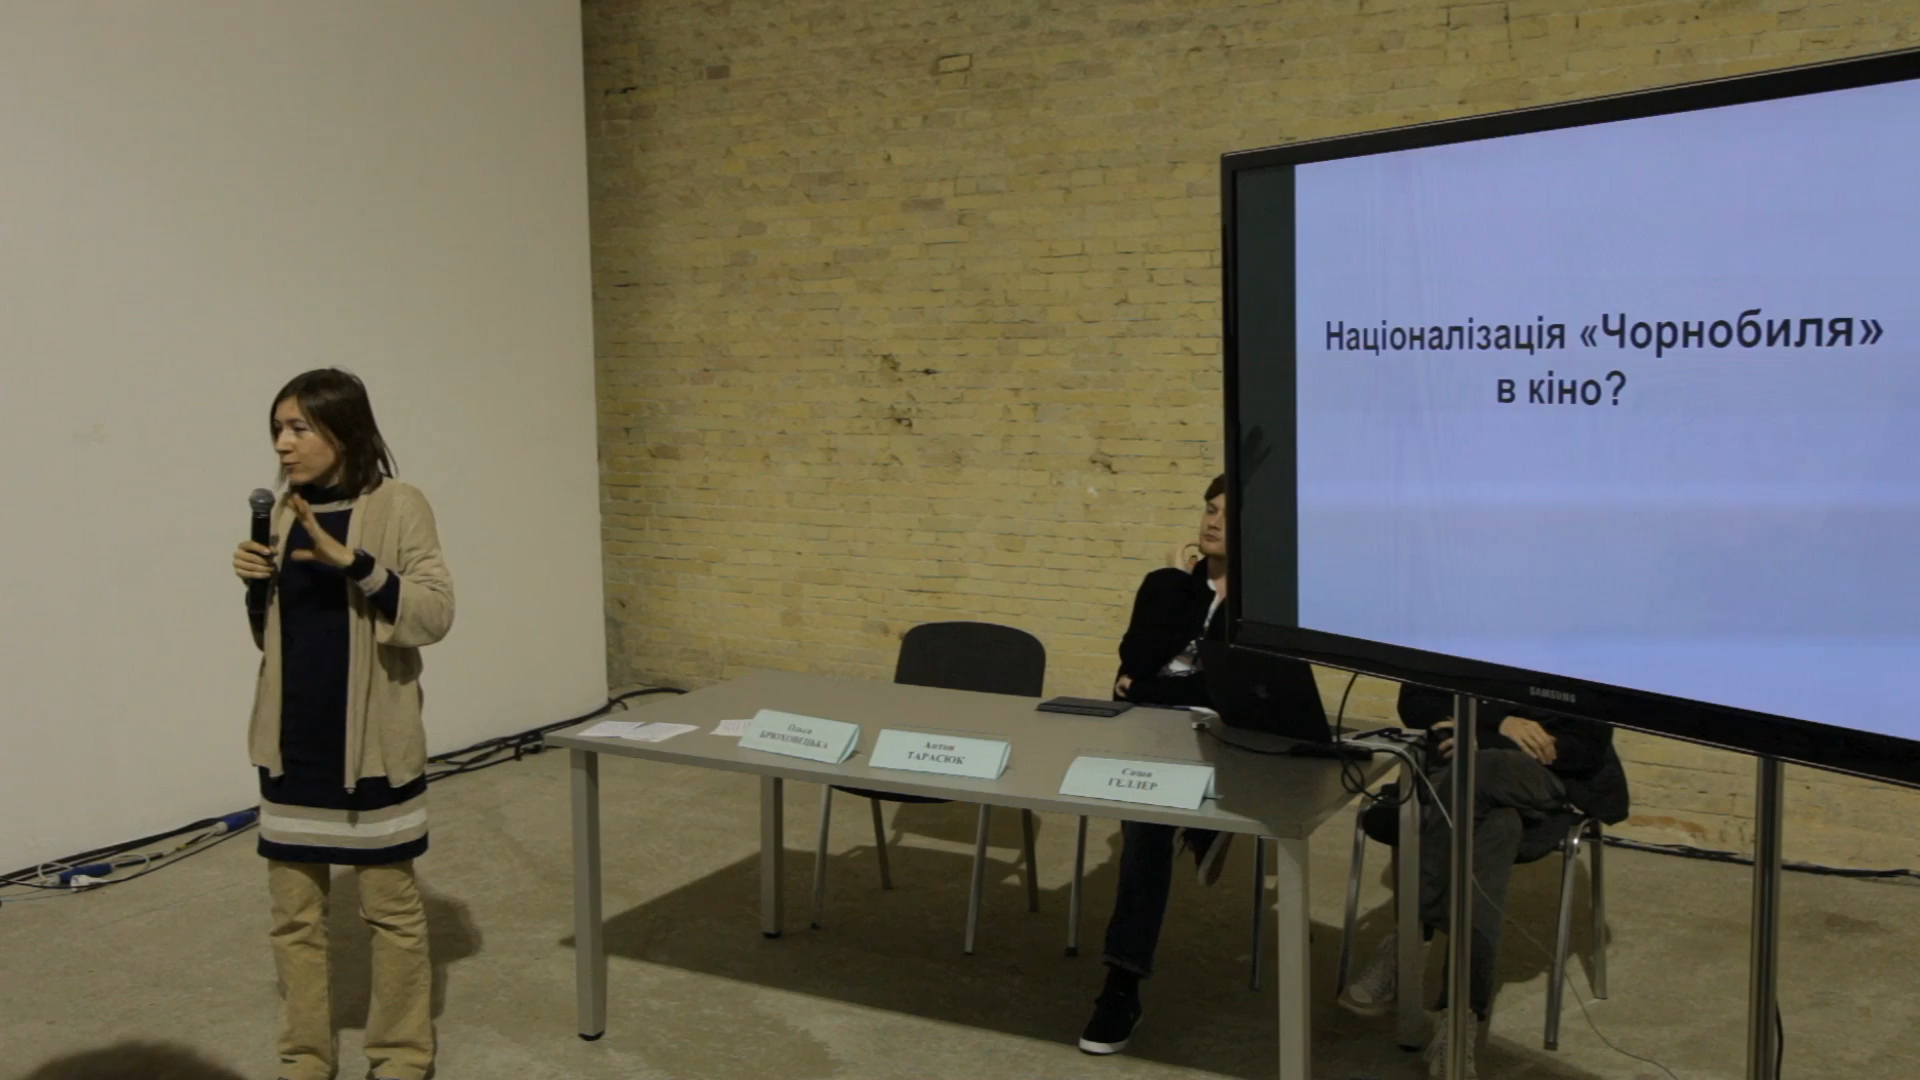 Націоналізація «Чорнобиля»
в кіно?
SAMSUNG
Ольга
БРЮХОВЕЦЬКА
Антон
ТАРАСЮК
Саша
ГЕЛЛЕР